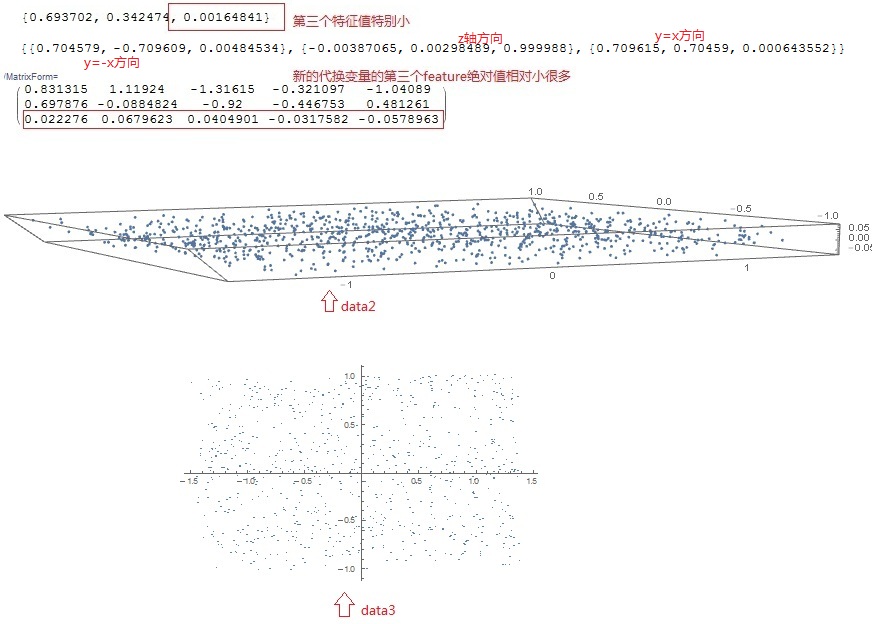 {0.693702, 0.342474, 0.00164841} 第三个特征值特别小
z轴方向 y=x方向
{{0.704579, -0.709609, 0.00484534}, {-0.00387065, 0.00298489, 0.999988}, {0.709615, 0.70459, 0.000643552}}
y=-x方向
/MatrixForm= 新的代换变量的第三个feature绝对值相对小很多
0.831315 1.11924 -1.31615 -0.321097 -1.04089
0.697876 -0.0884824 -0.92 -0.446753 0.481261
0.022276 0.0679623 0.0404901 -0.0317582 -0.0578963
1.0 0.5 0.0 -0.5 -1.0
0.05
0.00
-0.05
-1 0 1
data2
1.0
0.5
-1.5 -1.0 -0.5 0.5 1.0 1.5
-0.5
-1.0
data3